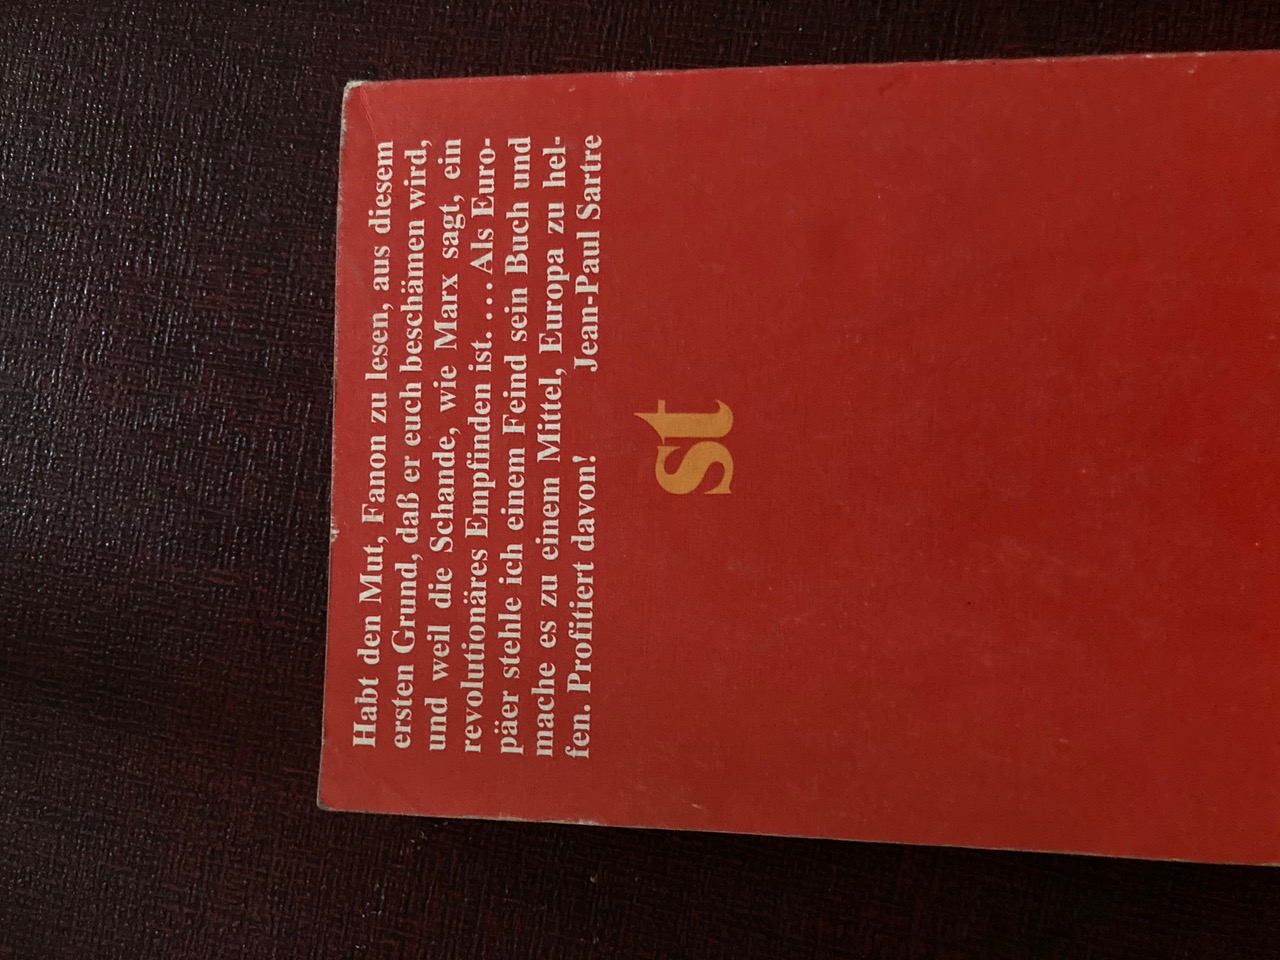 Habt den Mut, Fanon zu lesen, aus diesem
ersten Grund, daß er euch beschämen wird,
und weil die Schande, wie Marx sagt, ein
revolutionäres Empfinden ist. ... Als Euro-
päer stehle ich einem Feind sein Buch und
mache es zu einem Mittel, Europa zu hel-
fen. Profitiert davon! Jean-Paul Sartre
st